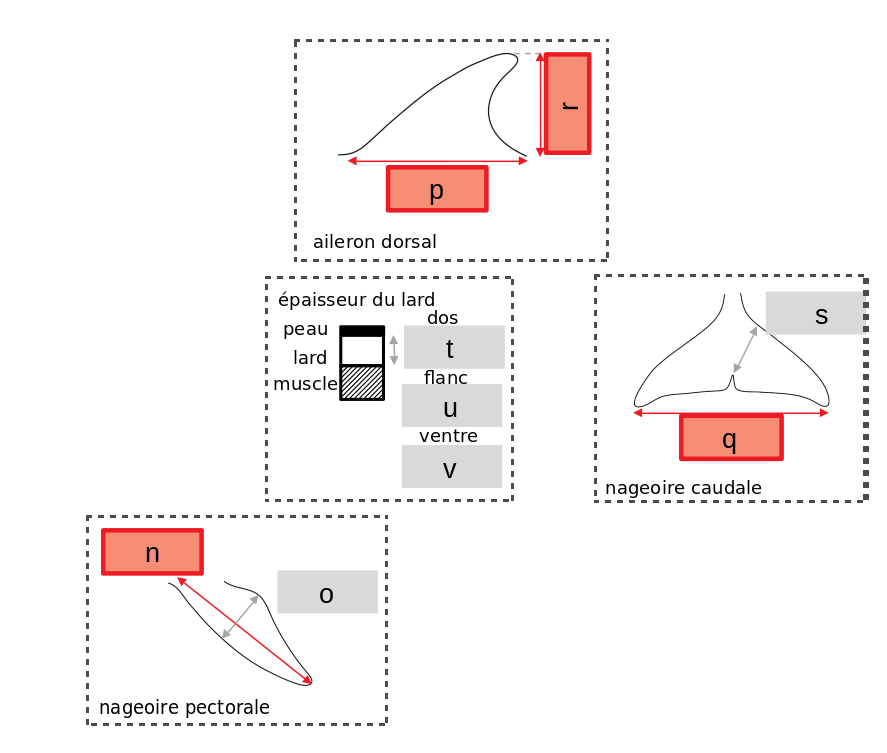 r
p
aileron dorsal
épaisseur du lard
dos
peau
t
lard
flanc
muscle
u
ventre
v
s
q
nageoire caudale
n
o
nageoire pectorale